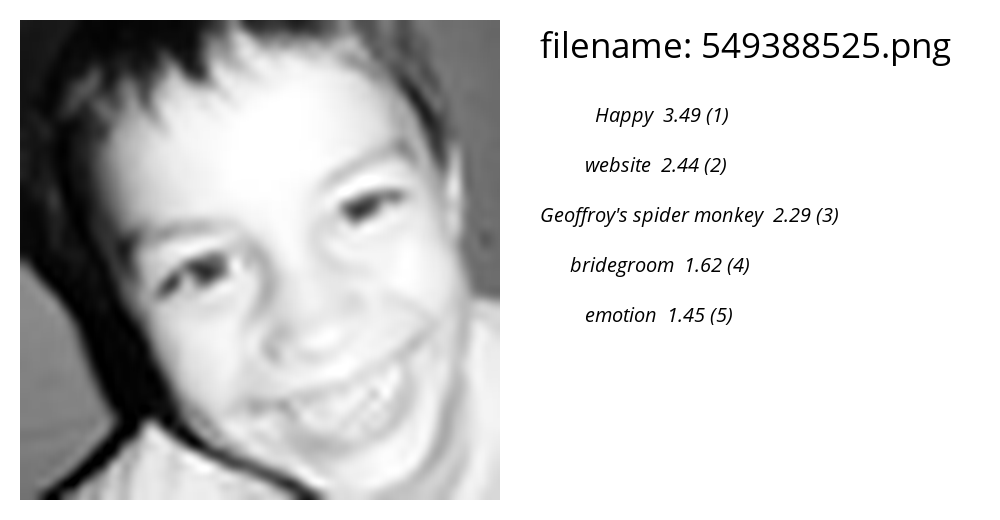 filename: 549388525.png
Happy 3.49 (1)
website 2.44 (2)
Geoffroy's spider monkey 2.29 (3)
bridegroom 1.62 (4)
emotion 1.45 (5)